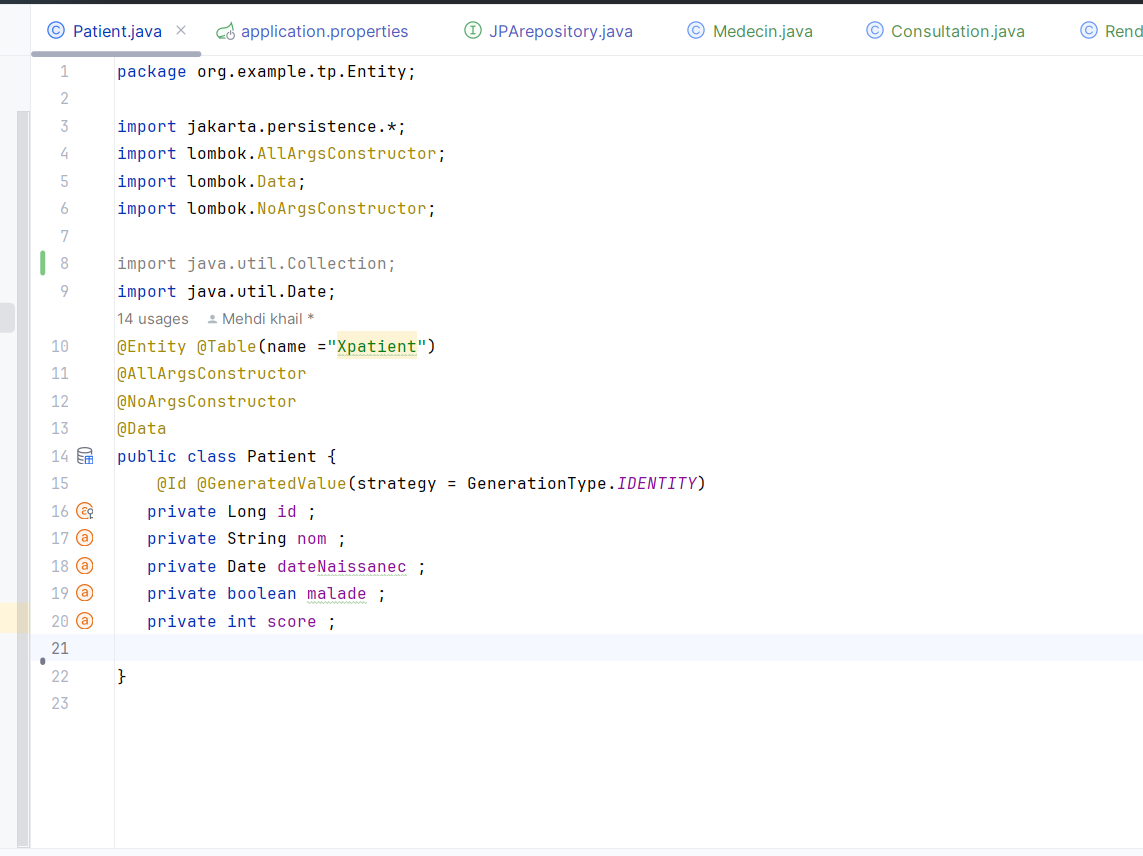 Patient.java application.properties JPArepository.java Medecin.java Consultation.java Rend
1 package org.example.tp.Entity;
2
3 import jakarta.persistence.*;
4 import lombok.AllArgsConstructor;
5 import lombok.Data;
6 import lombok.NoArgsConstructor;
7
8 import java.util.Collection;
9 import java.util.Date;
14 usages Mehdi khail *
10 @Entity @Table(name ="Xpatient")
11 @AllArgsConstructor
12 @NoArgsConstructor
13 @Data
14 public class Patient {
15 @Id @GeneratedValue(strategy = GenerationType.IDENTITY)
16 private Long id ;
17 private String nom ;
18 private Date dateNaissanec ;
19 private boolean malade ;
20 private int score ;
21
22 }
23